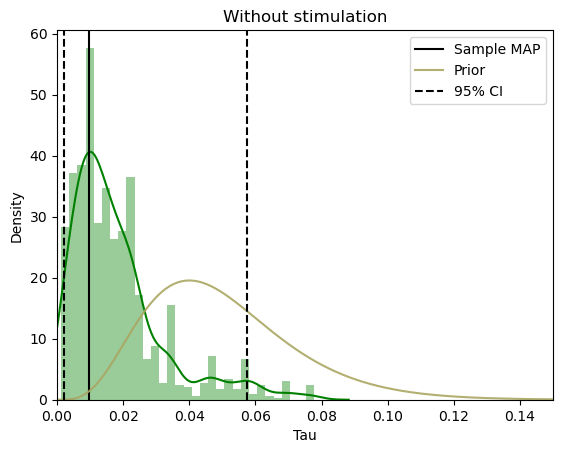 Without stimulation
Density
60
50
40
30
20
10
0
Sample MAP
Prior
95% CI
0.00 0.02 0.04 0.06 0.08 0.10 0.12 0.14
Tau